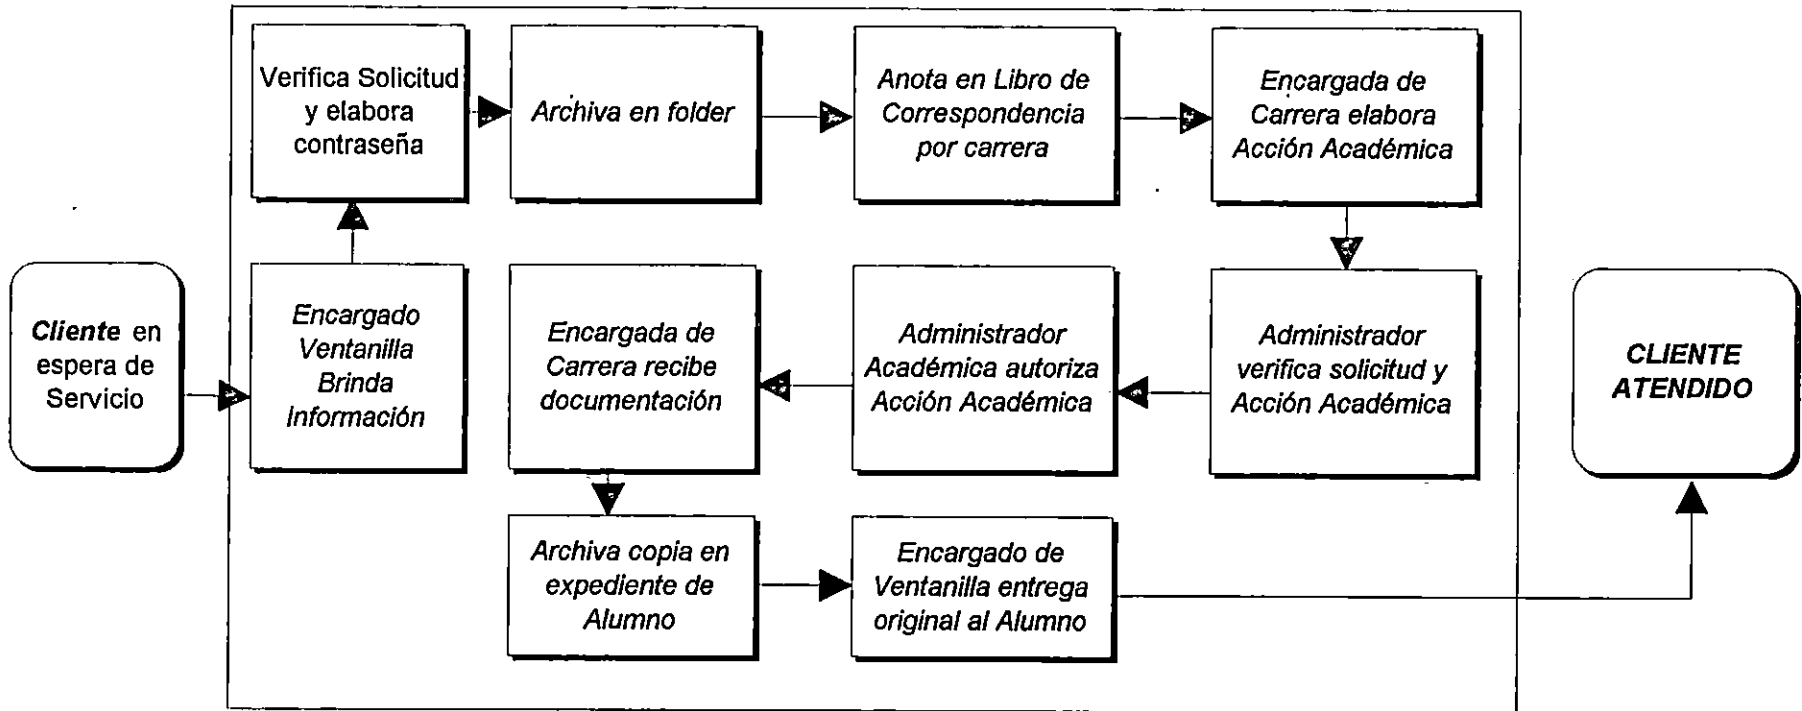 Verifica Solicitud
y elabora
contraseña
Archiva en folder
Anota en Libro de
Correspondencia
por carrera
Encargada de
Carrera elabora
Acción Académica
Cliente en
espera de
Servicio
Encargado
Ventanilla
Brinda
Información
Encargada de
Carrera recibe
documentación
Administrador
Académica autoriza
Acción Académica
Administrador
verifica solicitud y
Acción Académica
CLIENTE
ATENDIDO
Archiva copia en
expediente de
Alumno
Encargado de
Ventanilla entrega
original al Alumno